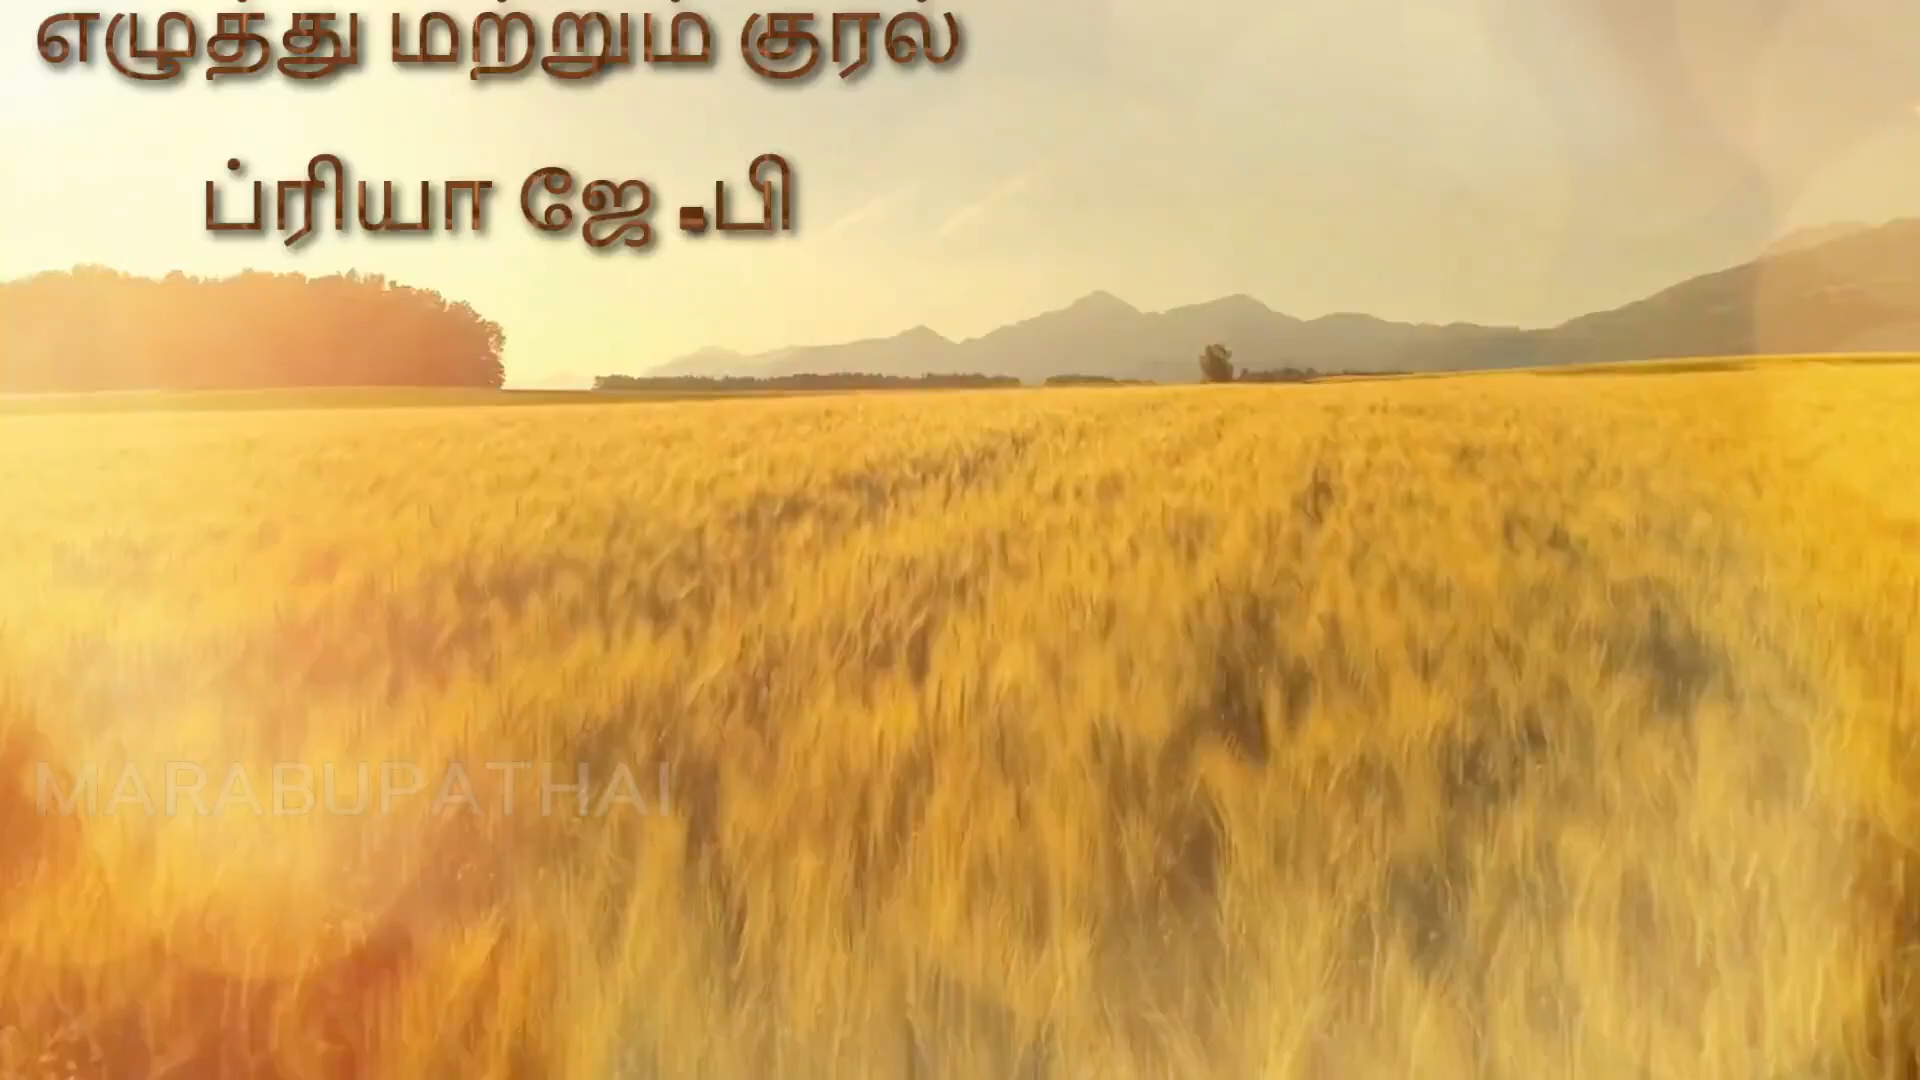 எழுத்து மற்றும் குரல்
ப்ரியா ஜே .பி
MARABUPATHAI